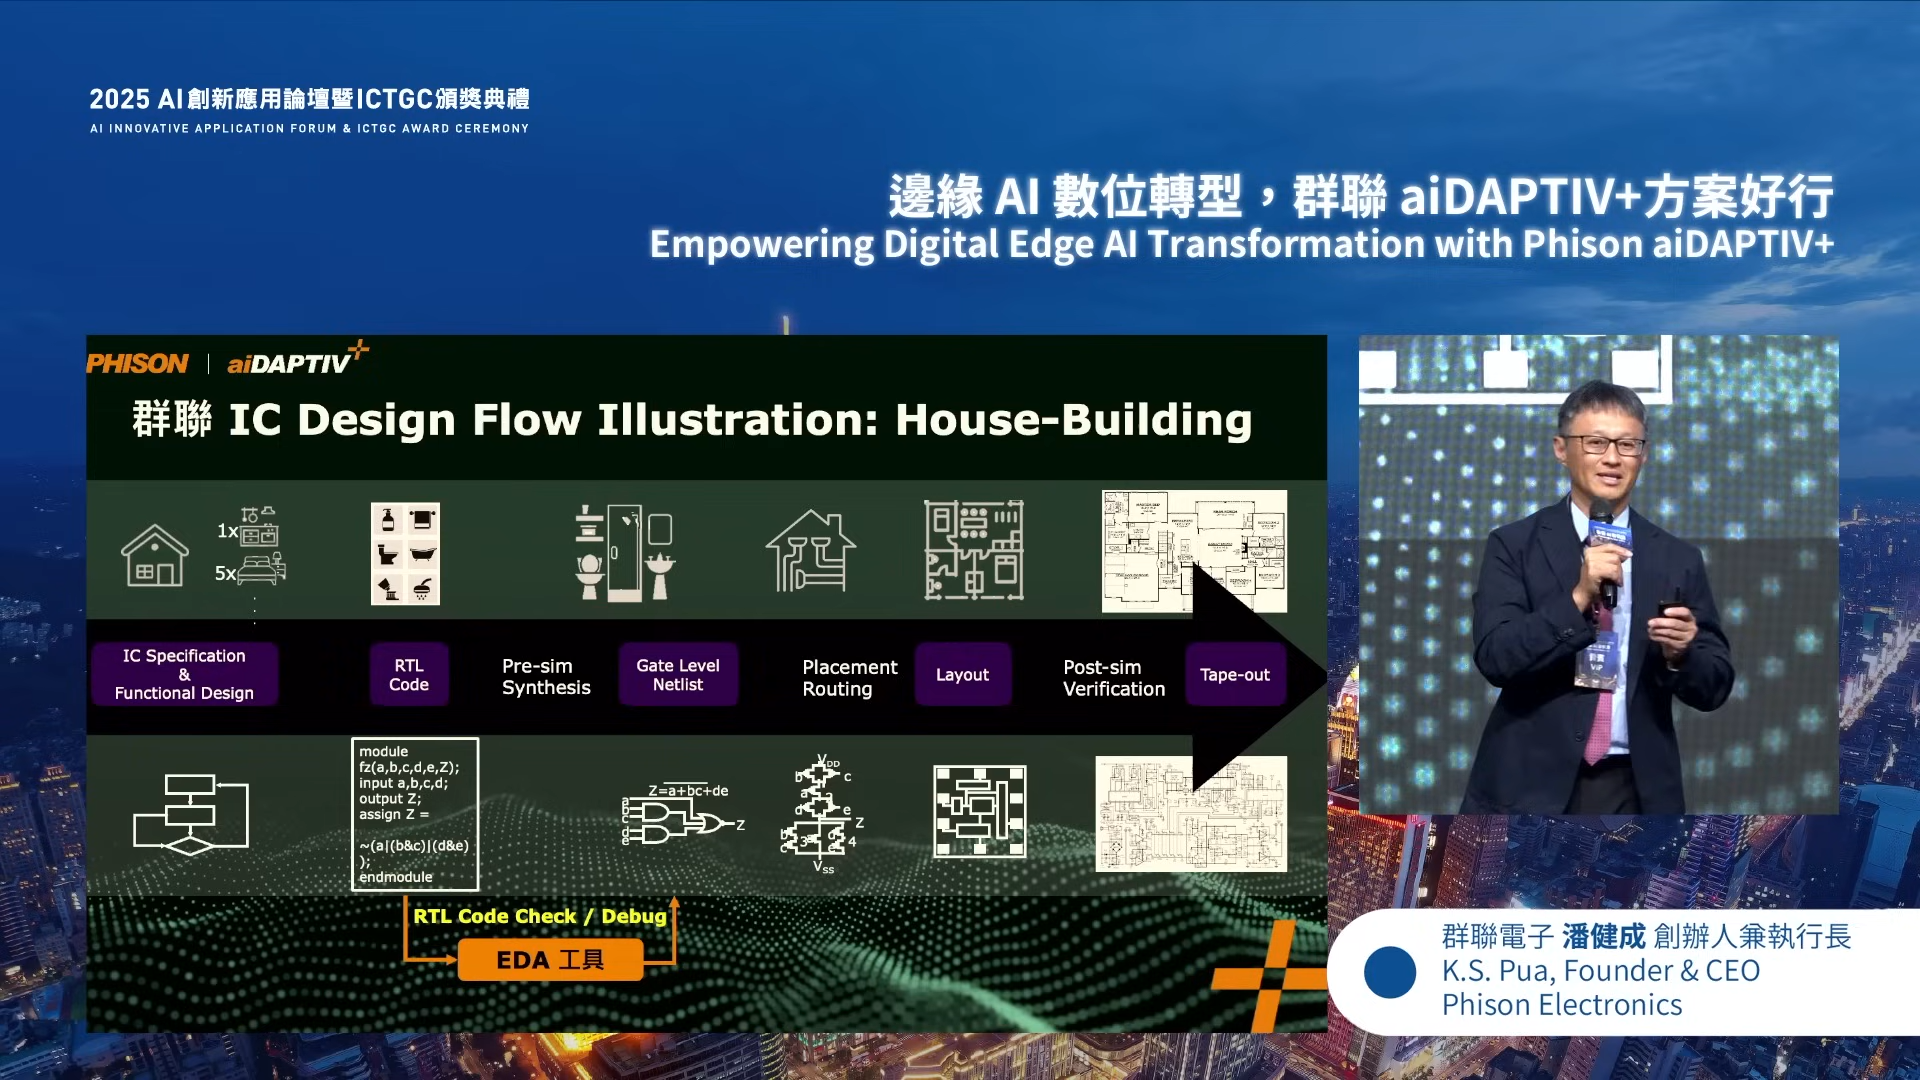 2025 AI創新應用論壇暨ICTGC頒獎典禮
AI INNOVATIVE APPLICATION FORUM & ICTGC AWARD CEREMONY
邊緣 AI 數位轉型，群聯 aiDAPTIV+方案好行
Empowering Digital Edge AI Transformation with Phison aiDAPTIV+
PHISON | aiDAPTIV+
群聯 IC Design Flow Illustration: House-Building
1x
5x
IC Specification
&
Functional Design
RTL
Code
Pre-sim
Synthesis
Gate Level
Netlist
Placement
Routing
Layout
Post-sim
Verification
Tape-out
module
fz(a,b,c,d,e,Z);
input a,b,c,d;
output Z;
assign Z =
~(a|(b&c)|(d&e)
);
endmodule
Z=a+bc+de
a
b
c
d
e
Z
VDD
b
c
a
d
e
Z
b
c
3
d
e
4
VSS
RTL Code Check / Debug
EDA 工具
VIP
群聯電子 潘健成 創辦人兼執行長
K.S. Pua, Founder & CEO
Phison Electronics